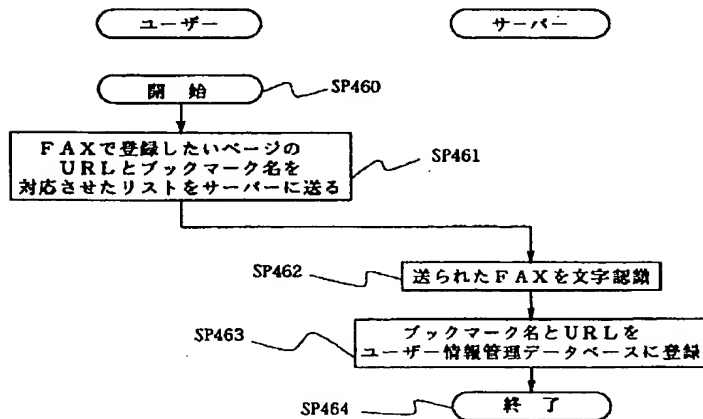 ユーザー
サーバー
開 始
SP460
FAXで登録したいページの
URLとブックマーク名を
対応させたリストをサーバーに送る
SP461
SP462
送られたFAXを文字認識
SP463
ブックマーク名とURLを
ユーザー情報管理データベースに登録
SP464
終 了